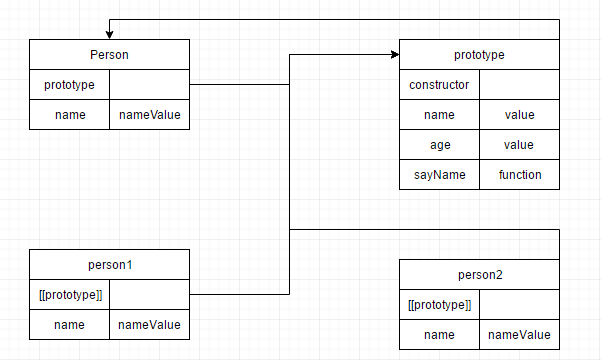 Person
prototype
name nameValue
prototype
constructor
name value
age value
sayName function
person1
[[prototype]]
name nameValue
person2
[[prototype]]
name nameValue